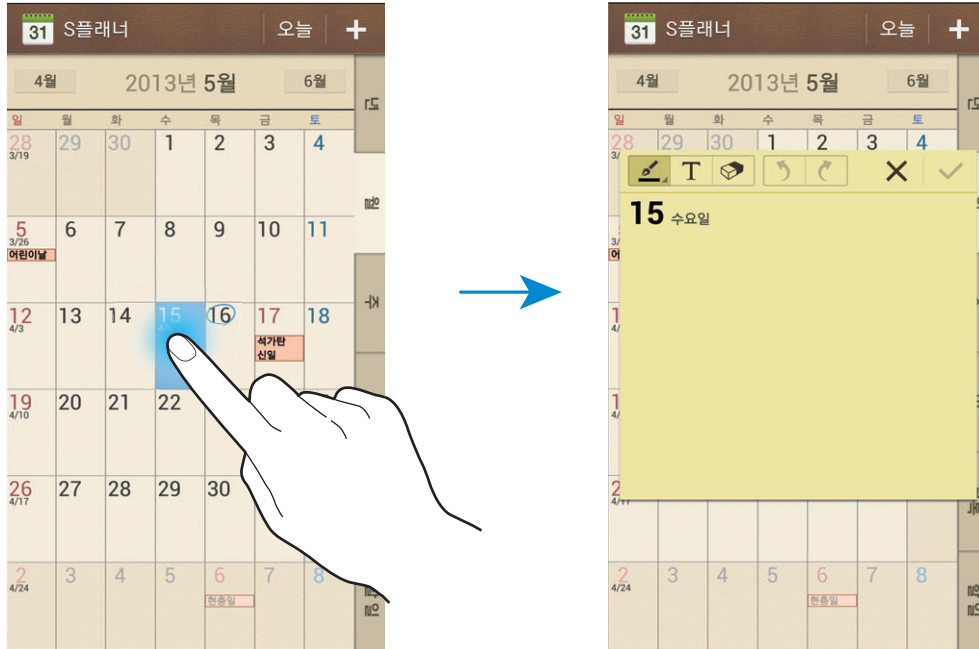 31 S플래너 오늘 +
4월 2013년 5월 6월
년
일 월 화 수 목 금 토
28 29 30 1 2 3 4
3/19
월
5 6 7 8 9 10 11
3/26
어린이날
주
12 13 14 15 16 17 18
4/3
석가탄
신일
19 20 21 22
4/10
26 27 28 29 30
4/17
2 3 4 5 6 7 8
4/24
현충일
31 S플래너 오늘 +
4월 2013년 5월 6월
일 월 화 수 목 금 토
28 29 30 1 2 3 4
T
15 수요일
2 3 4 5 6 7 8
4/24
현충일